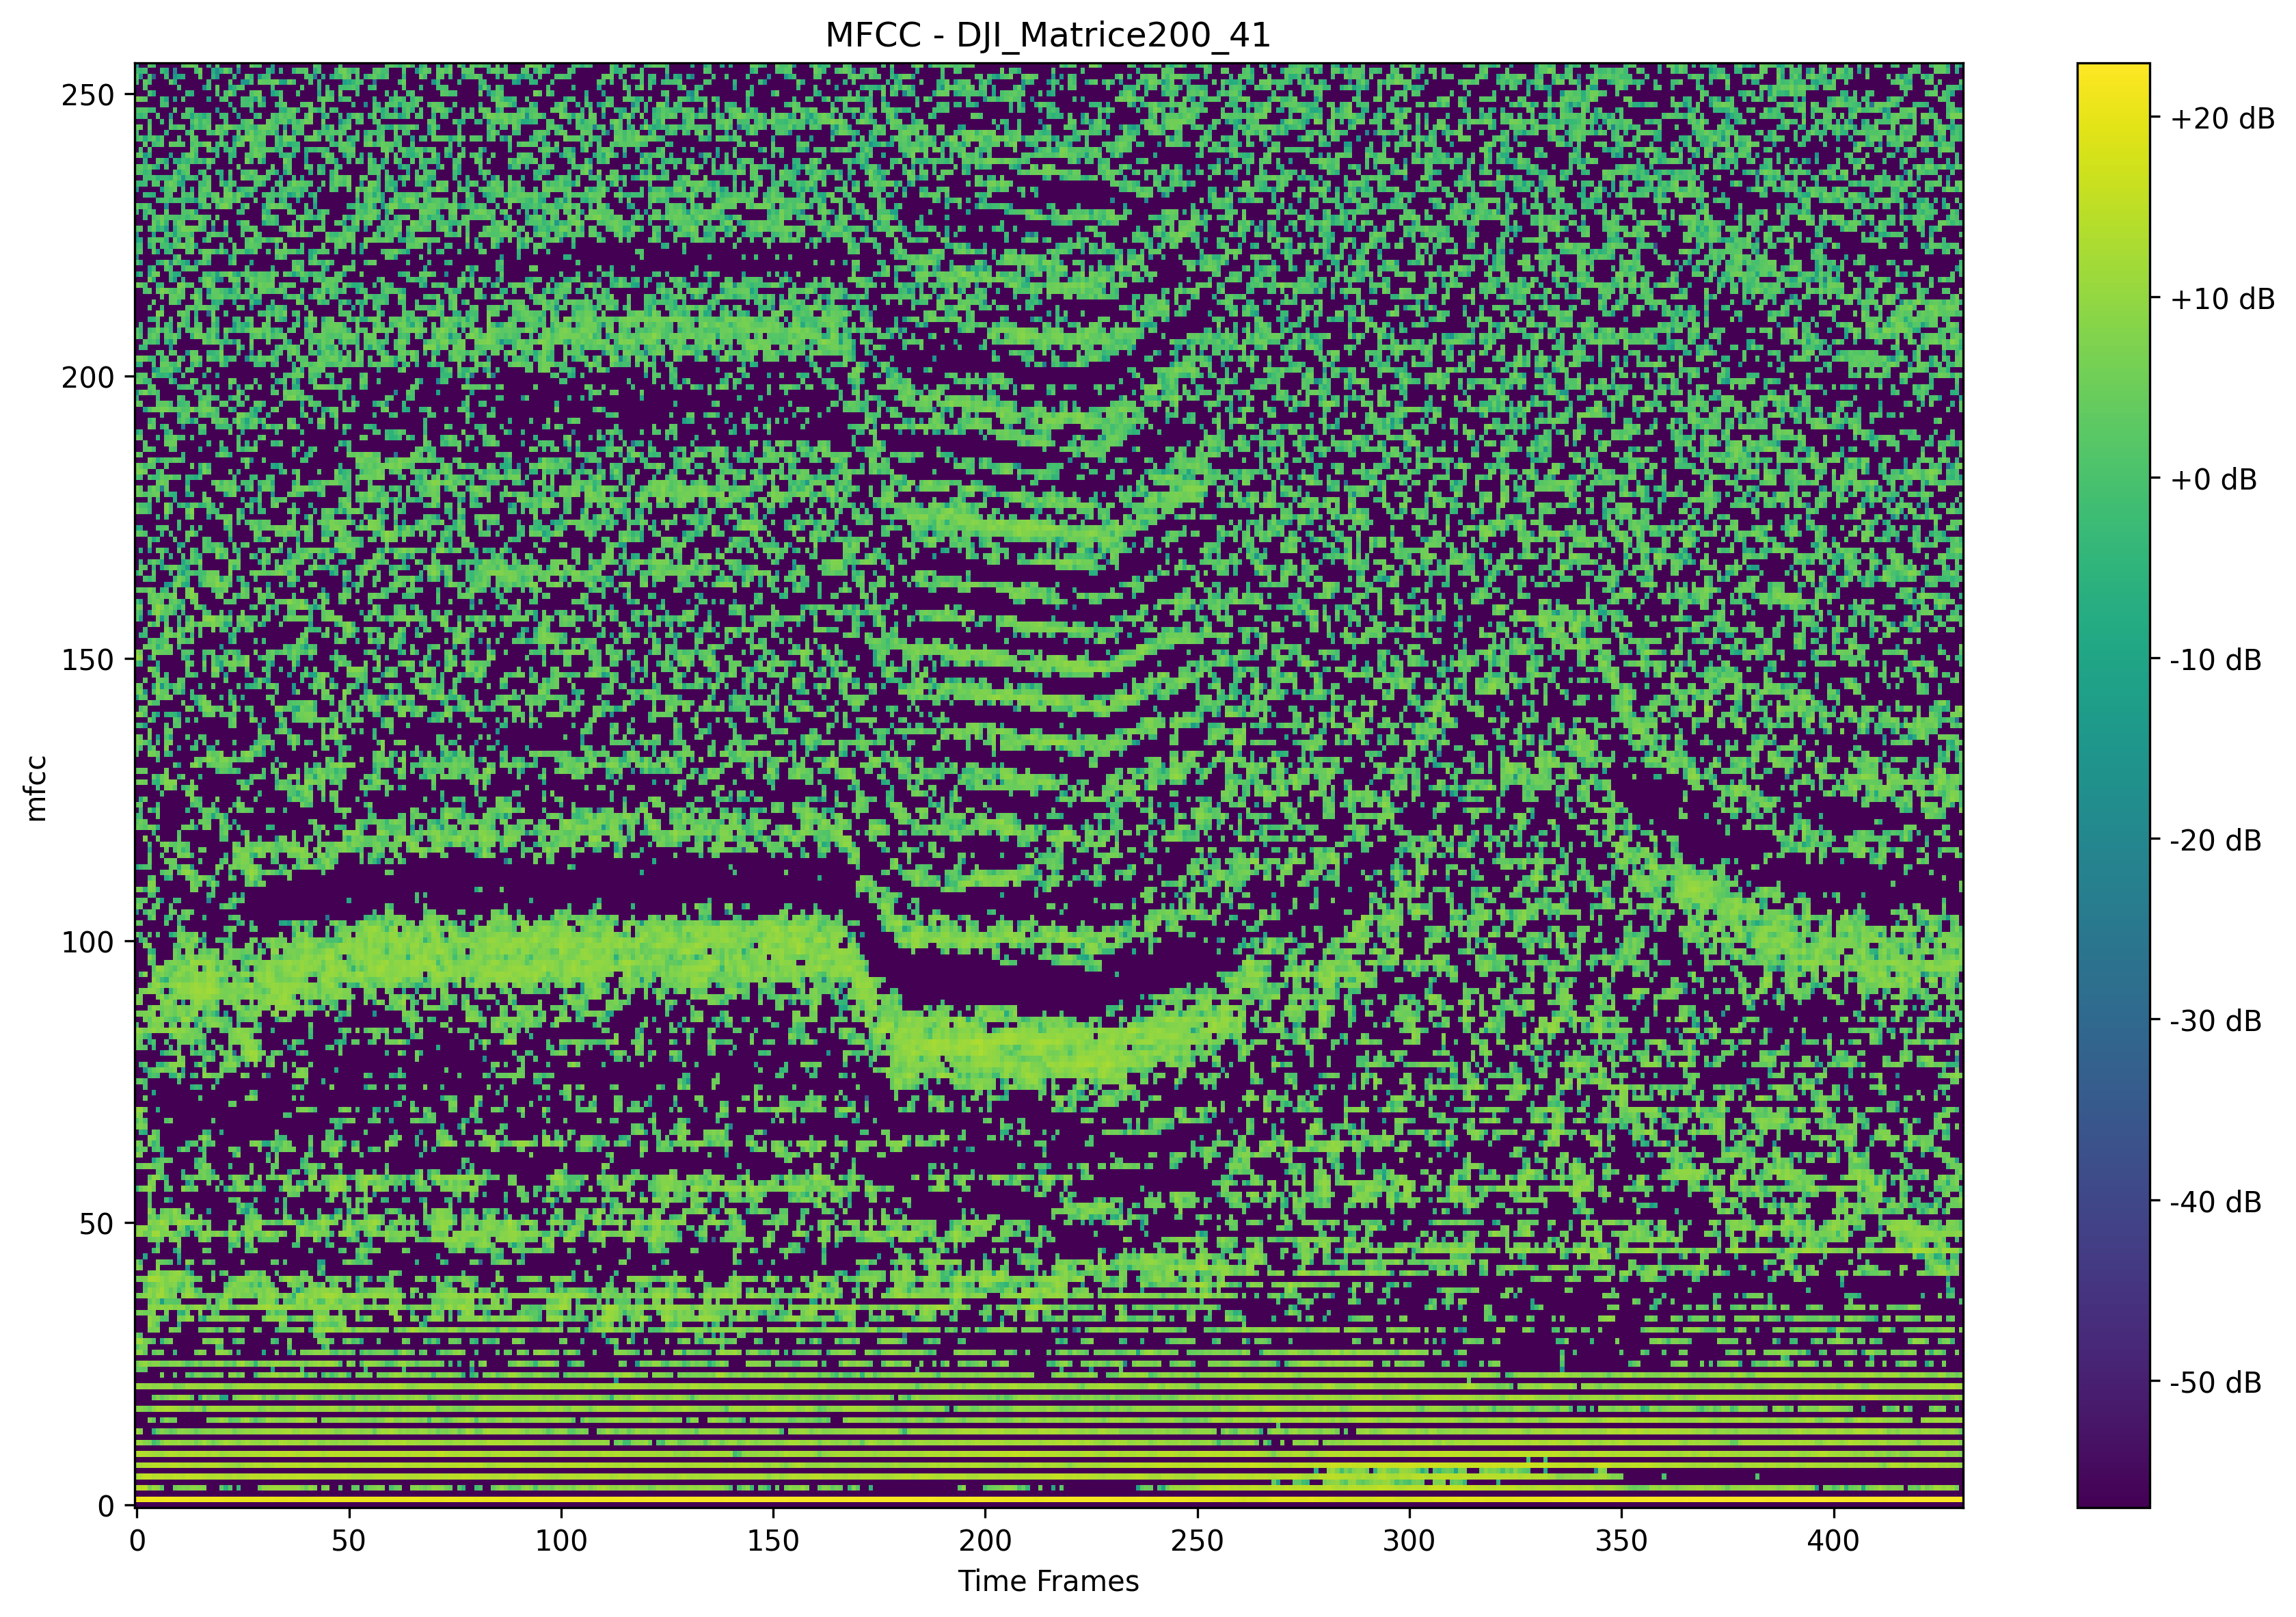 MFCC - DJI_Matrice200_41
250
200
150
100
50
0
mfcc
0 50 100 150 200 250 300 350 400
Time Frames
+20 dB
+10 dB
+0 dB
-10 dB
-20 dB
-30 dB
-40 dB
-50 dB